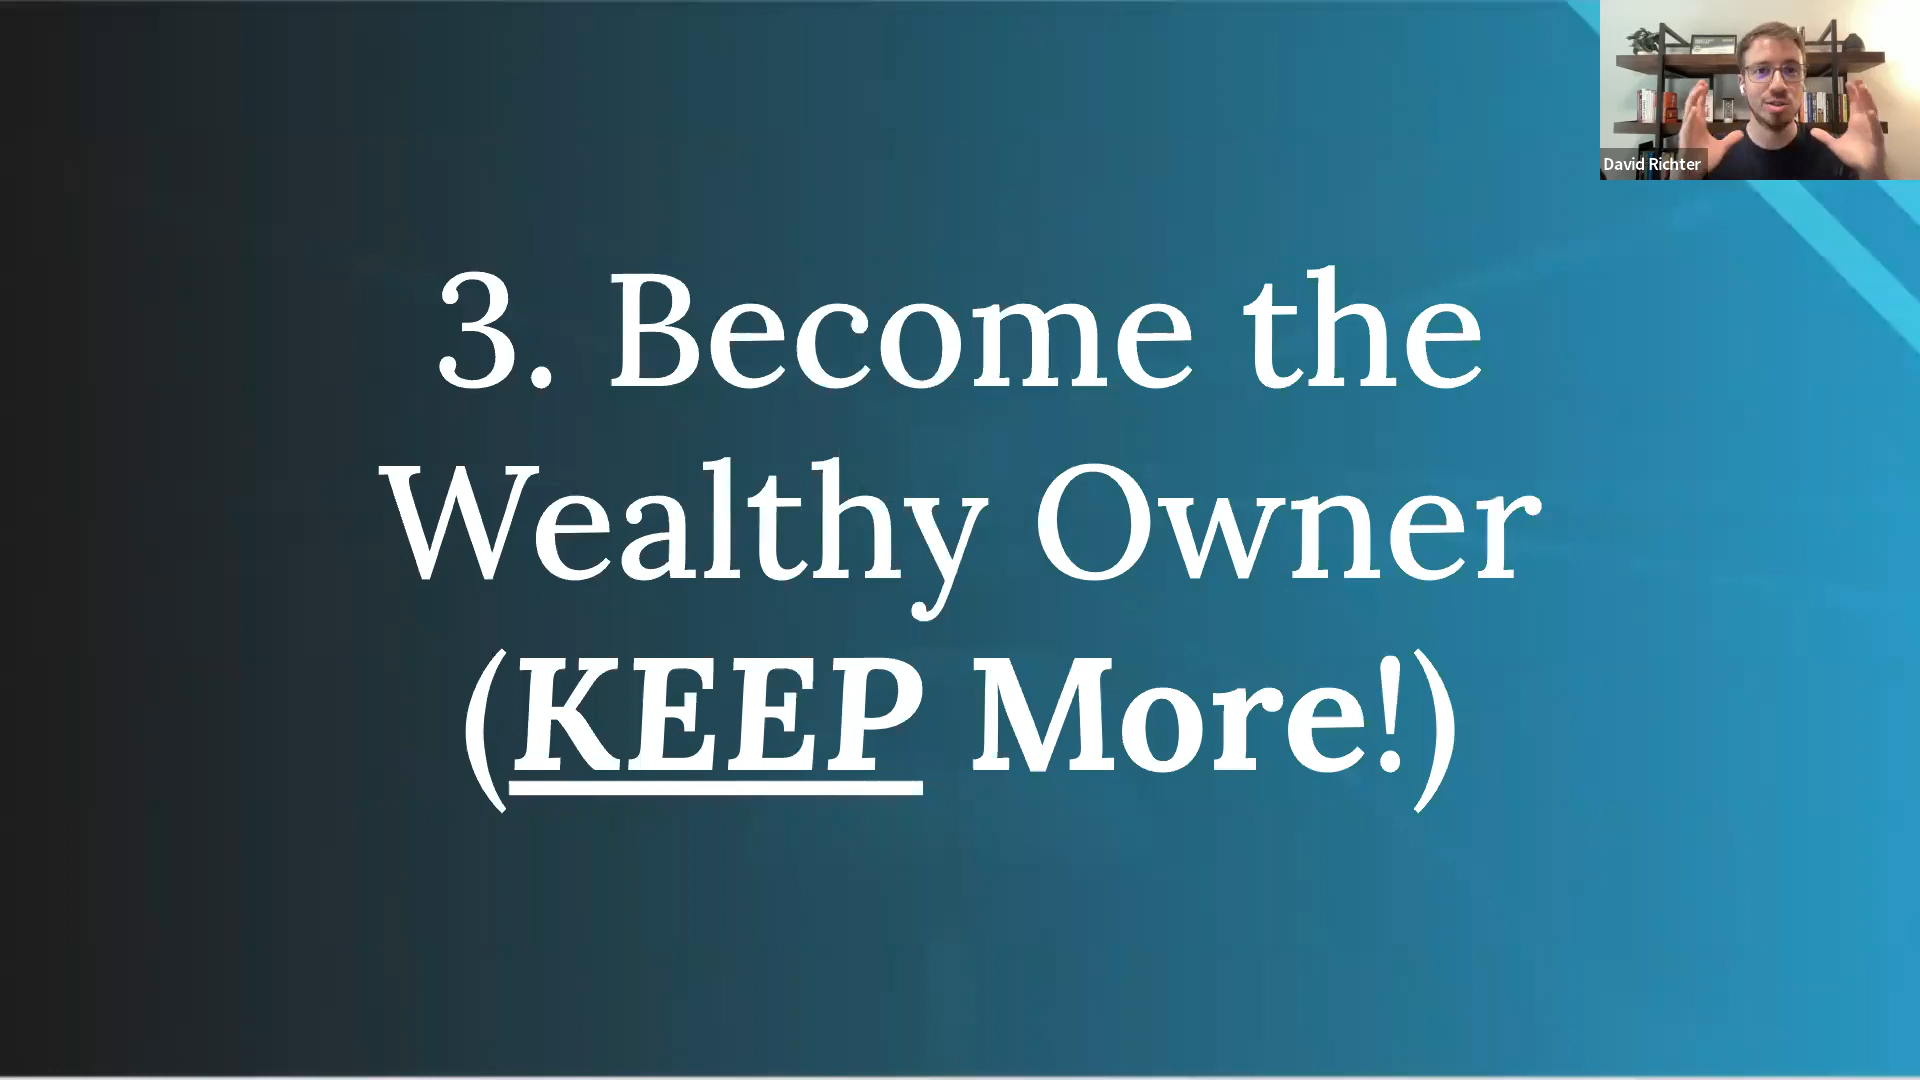 David Richter
3. Become the
Wealthy Owner
(KEEP More!)